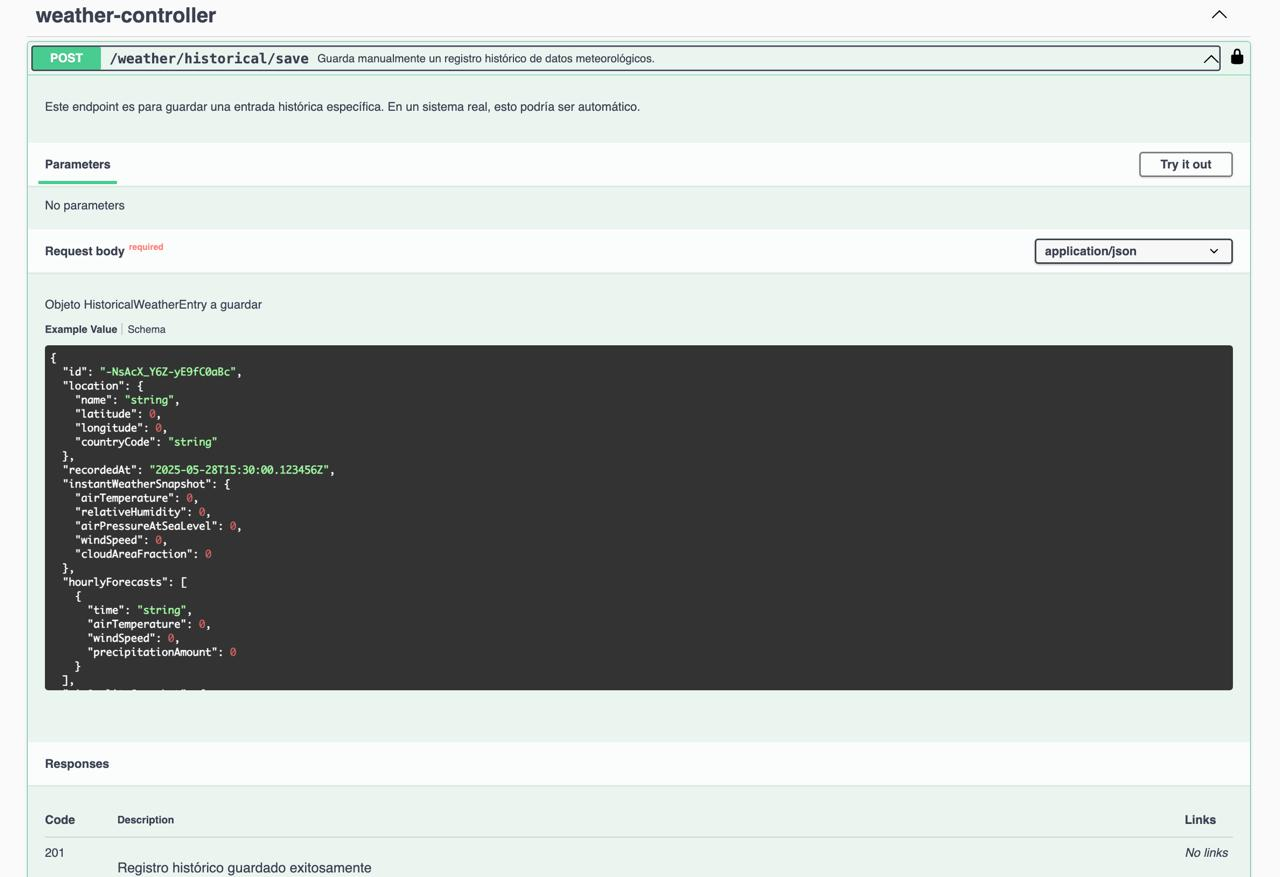 weather-controller
POST /weather/historical/save Guarda manualmente un registro histórico de datos meteorológicos.
Este endpoint es para guardar una entrada histórica específica. En un sistema real, esto podría ser automático.
Parameters Try it out
No parameters
Request body required application/json
Objeto HistoricalWeatherEntry a guardar
Example Value Schema
{
"id": "-NsAcX_Y6Z-yE9fC0aBc",
"location": {
"name": "string",
"latitude": 0,
"longitude": 0,
"countryCode": "string"
},
"recordedAt": "2025-05-28T15:30:00.123456Z",
"instantWeatherSnapshot": {
"airTemperature": 0,
"relativeHumidity": 0,
"airPressureAtSeaLevel": 0,
"windSpeed": 0,
"cloudAreaFraction": 0
},
"hourlyForecasts": [
{
"time": "string",
"airTemperature": 0,
"windSpeed": 0,
"precipitationAmount": 0
}
],
Responses
Code Description Links
201 No links
Registro histórico guardado exitosamente